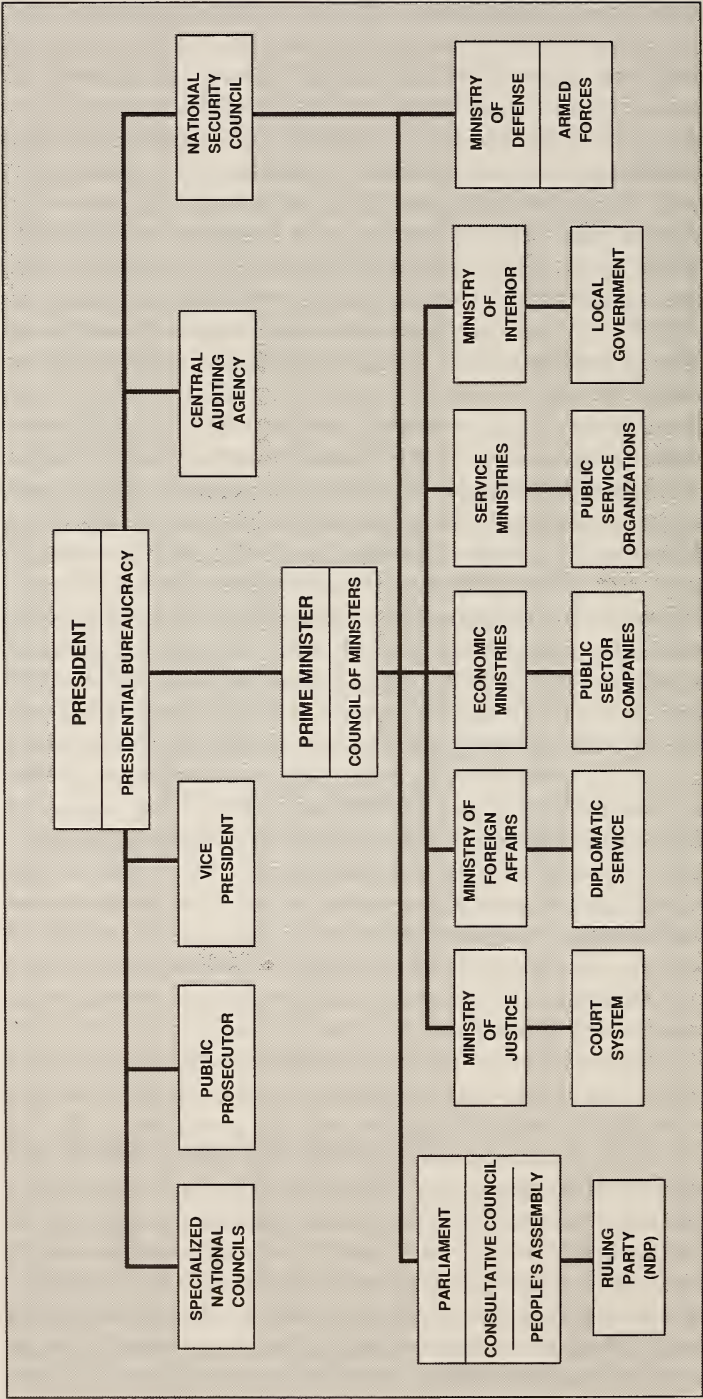 PRESIDENT
PRESIDENTIAL BUREAUCRACY
SPECIALIZED
NATIONAL
COUNCILS
PUBLIC
PROSECUTOR
VICE
PRESIDENT
CENTRAL
AUDITING
AGENCY
NATIONAL
SECURITY
COUNCIL
PRIME MINISTER
COUNCIL OF MINISTERS
PARLIAMENT
CONSULTATIVE COUNCIL
PEOPLE'S ASSEMBLY
RULING
PARTY
(NDP)
MINISTRY
OF
JUSTICE
COURT
SYSTEM
MINISTRY OF
FOREIGN
AFFAIRS
DIPLOMATIC
SERVICE
ECONOMIC
MINISTRIES
PUBLIC
SECTOR
COMPANIES
SERVICE
MINISTRIES
PUBLIC
SERVICE
ORGANIZATIONS
MINISTRY
OF
INTERIOR
LOCAL
GOVERNMENT
MINISTRY
OF
DEFENSE
ARMED
FORCES